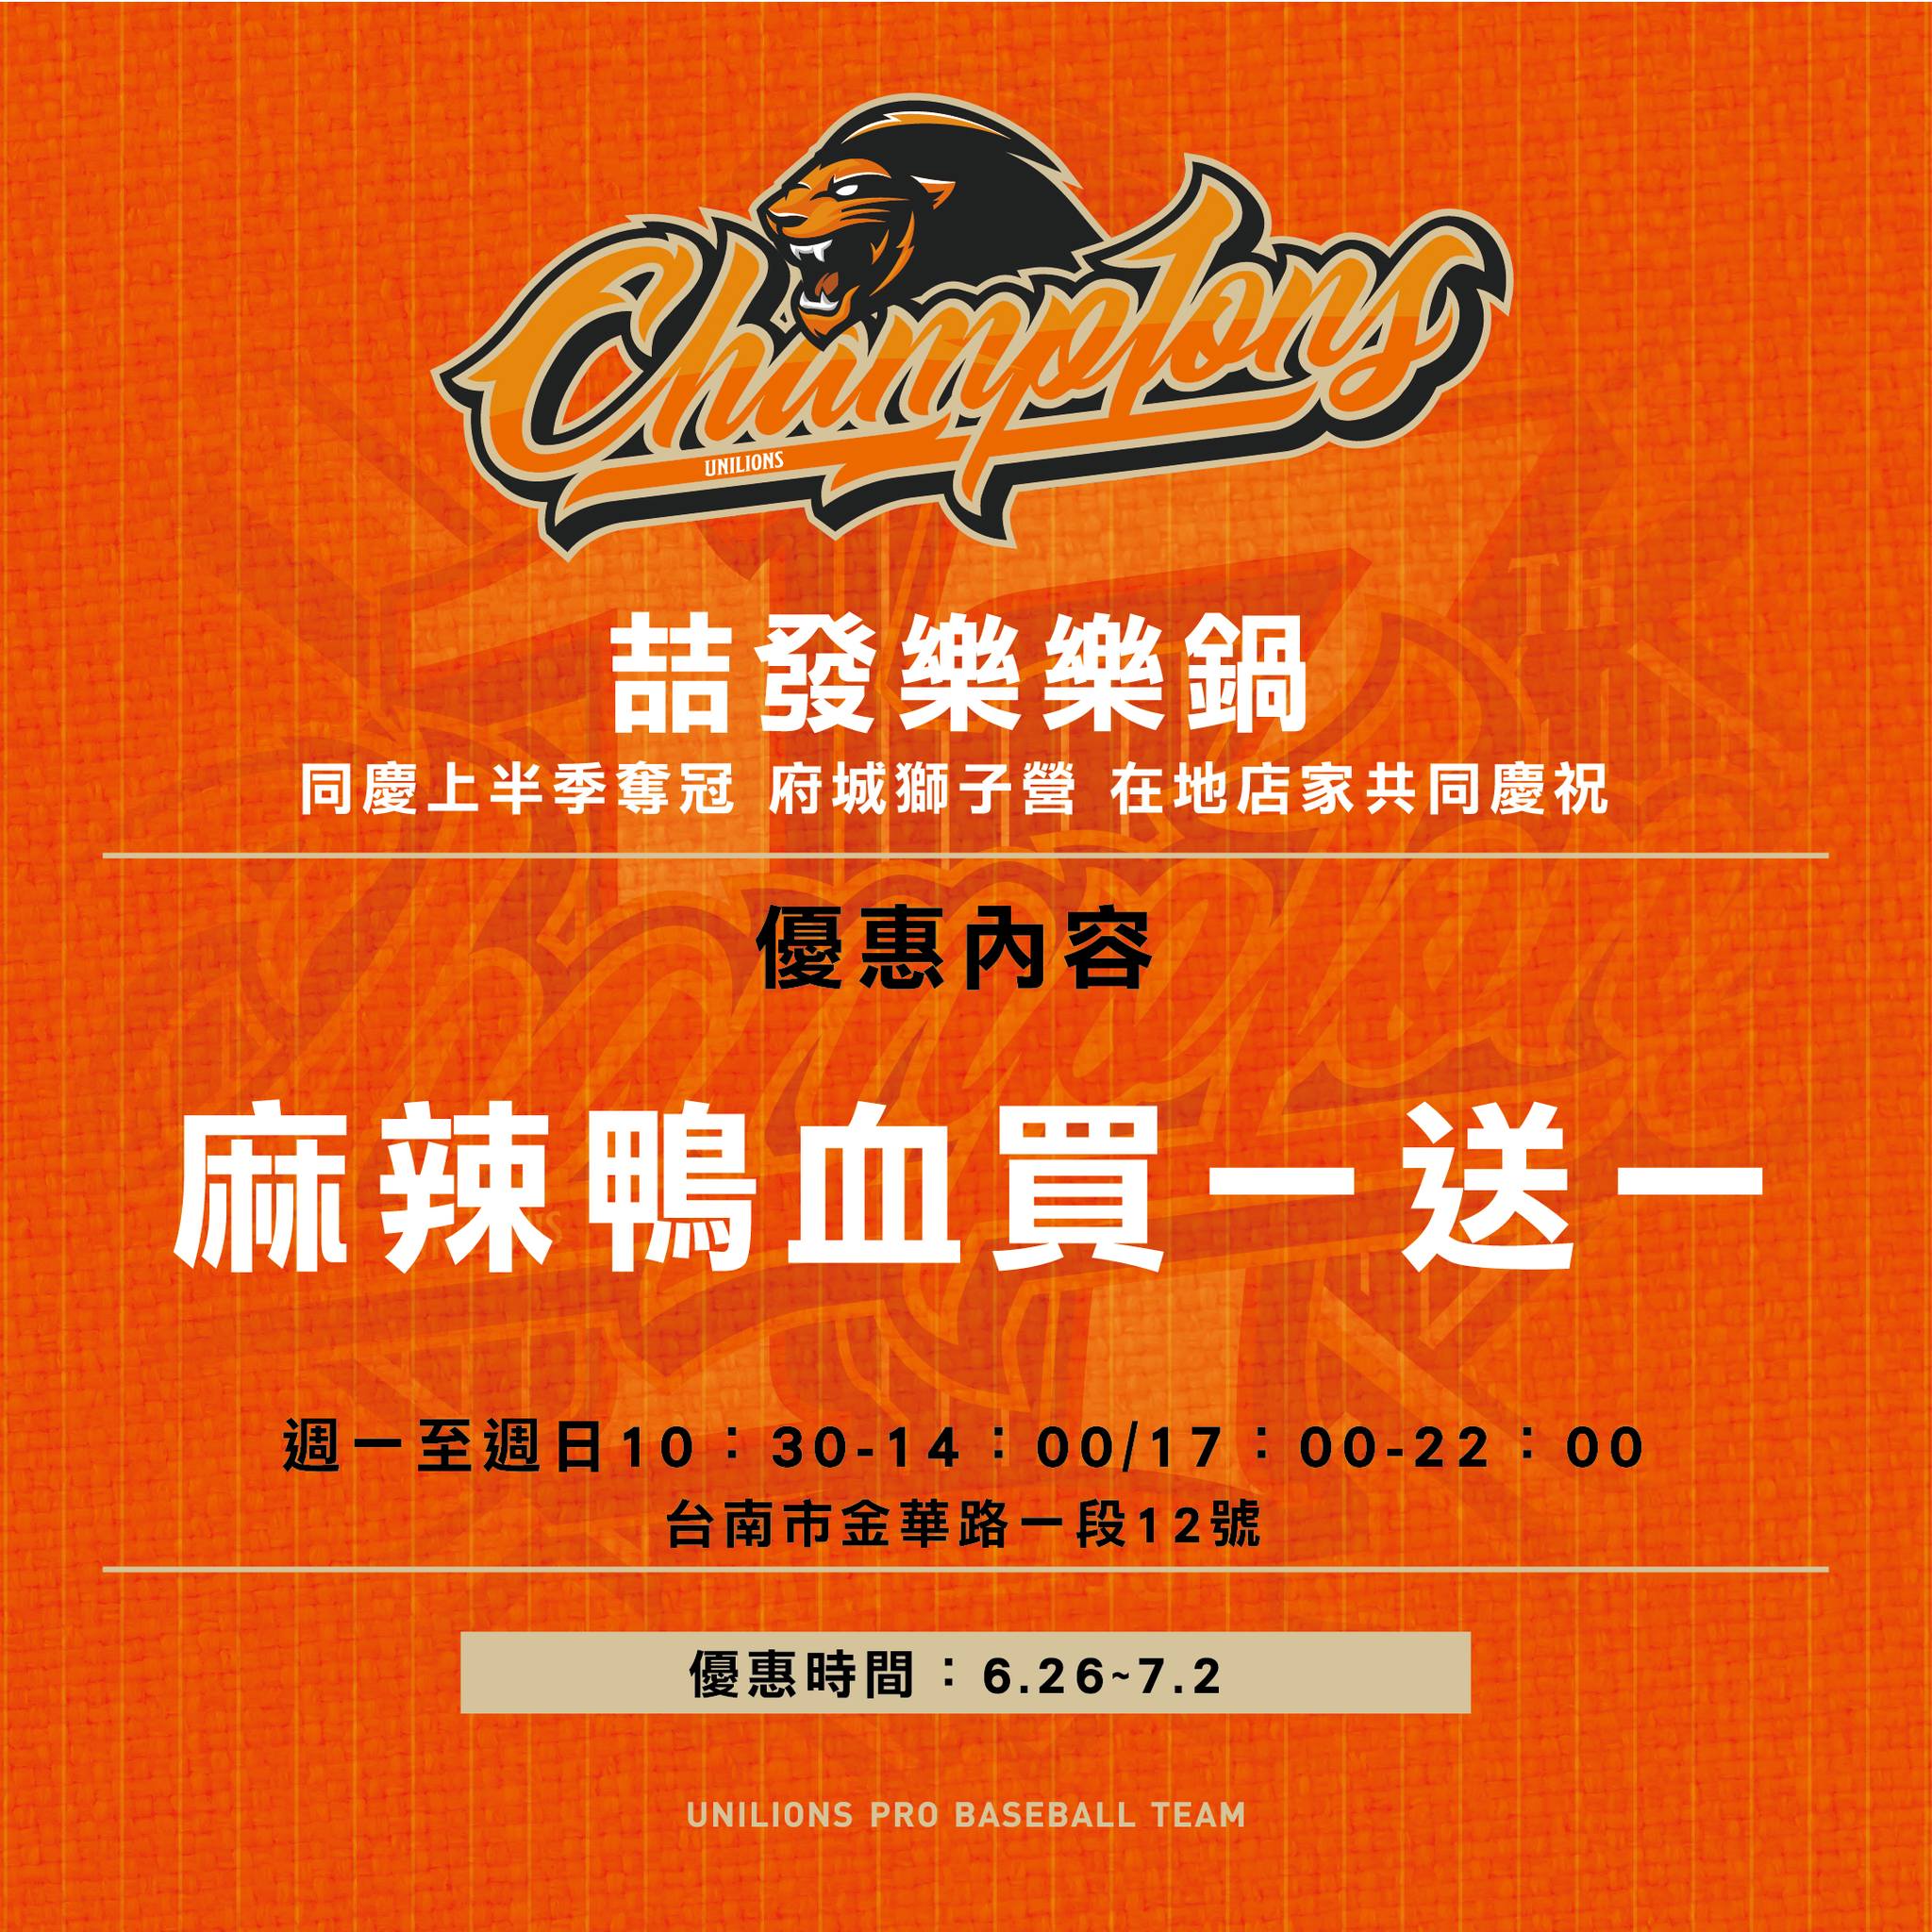 Champ1ons
UNILIONS
喆發樂樂鍋
同慶上半季奪冠 府城獅子營 在地店家共同慶祝
優惠內容
麻辣鴨血買一送一
週一至週日10：30-14：00/17：00-22：00
台南市金華路一段12號
優惠時間：6.26~7.2
UNILIONS PRO BASEBALL TEAM